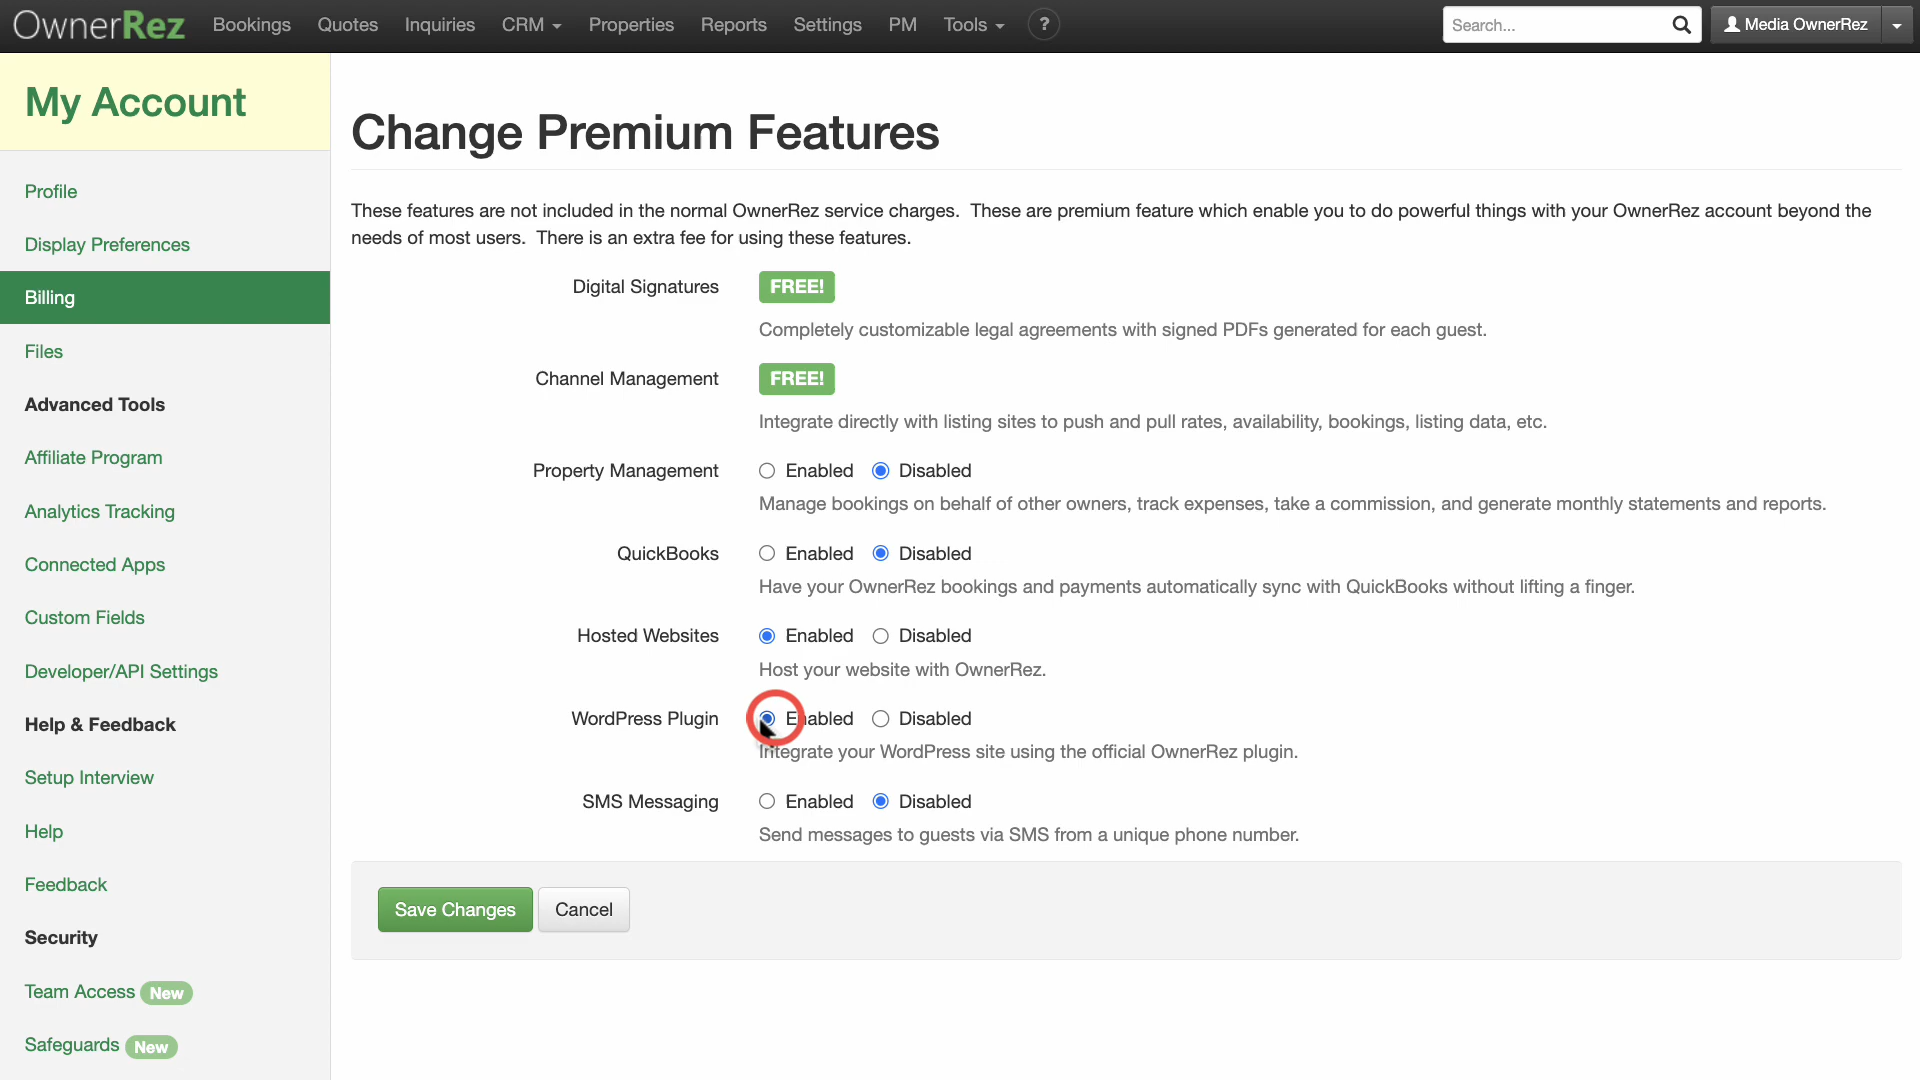 OwnerRez Bookings Quotes Inquiries CRM Properties Reports Settings PM Tools ? Search... Media OwnerRez
My Account
Profile
Display Preferences
Billing
Files
Advanced Tools
Affiliate Program
Analytics Tracking
Connected Apps
Custom Fields
Developer/API Settings
Help & Feedback
Setup Interview
Help
Feedback
Security
Team Access New
Safeguards New
Change Premium Features
These features are not included in the normal OwnerRez service charges. These are premium feature which enable you to do powerful things with your OwnerRez account beyond the
needs of most users. There is an extra fee for using these features.
Digital Signatures FREE!
Completely customizable legal agreements with signed PDFs generated for each guest.
Channel Management FREE!
Integrate directly with listing sites to push and pull rates, availability, bookings, listing data, etc.
Property Management Enabled Disabled
Manage bookings on behalf of other owners, track expenses, take a commission, and generate monthly statements and reports.
QuickBooks Enabled Disabled
Have your OwnerRez bookings and payments automatically sync with QuickBooks without lifting a finger.
Hosted Websites Enabled Disabled
Host your website with OwnerRez.
WordPress Plugin Enabled Disabled
Integrate your WordPress site using the official OwnerRez plugin.
SMS Messaging Enabled Disabled
Send messages to guests via SMS from a unique phone number.
Save Changes Cancel